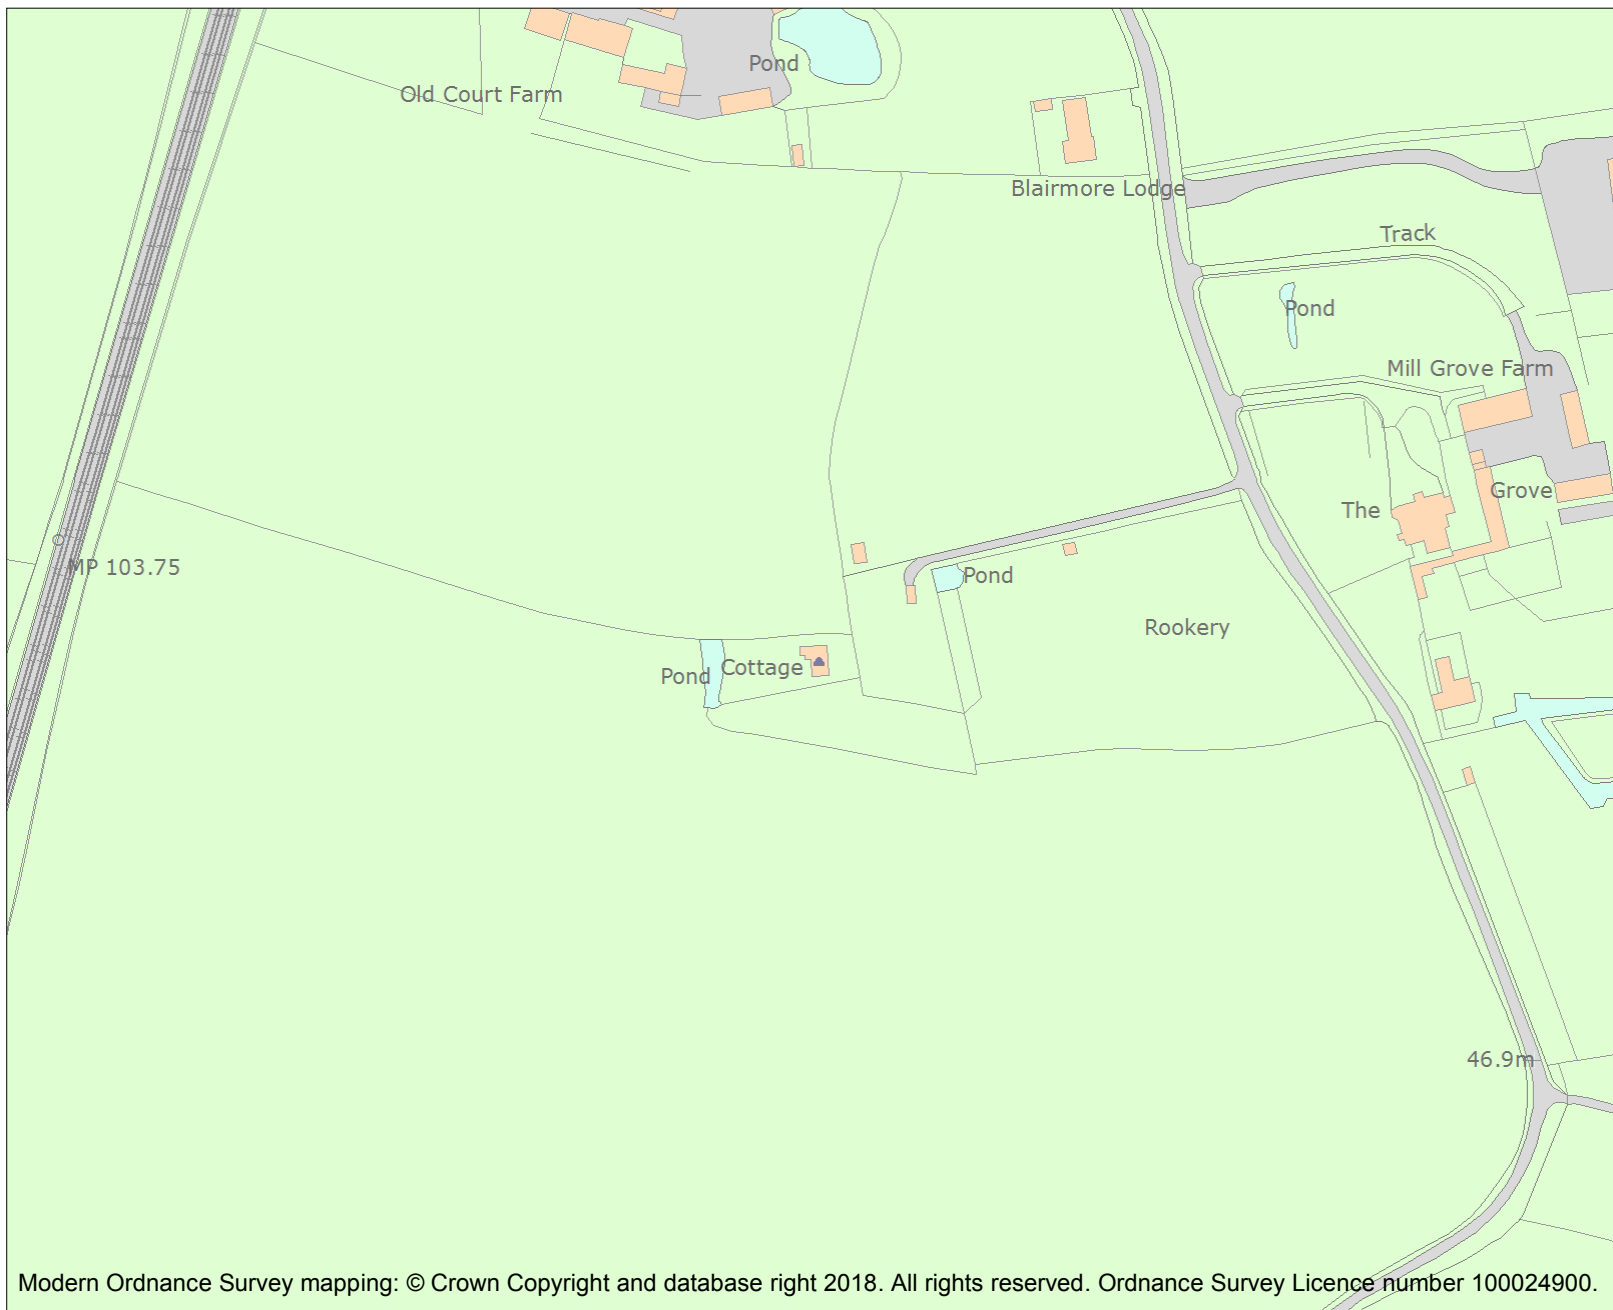 Pond
Old Court Farm
Blairmore Lodge
Track
Pond
Mill Grove Farm
The Grove
MP 103.75
Pond
Rookery
Pond
Cottage
46.9m
Modern Ordnance Survey mapping: © Crown Copyright and database right 2018. All rights reserved. Ordnance Survey Licence number 100024900.